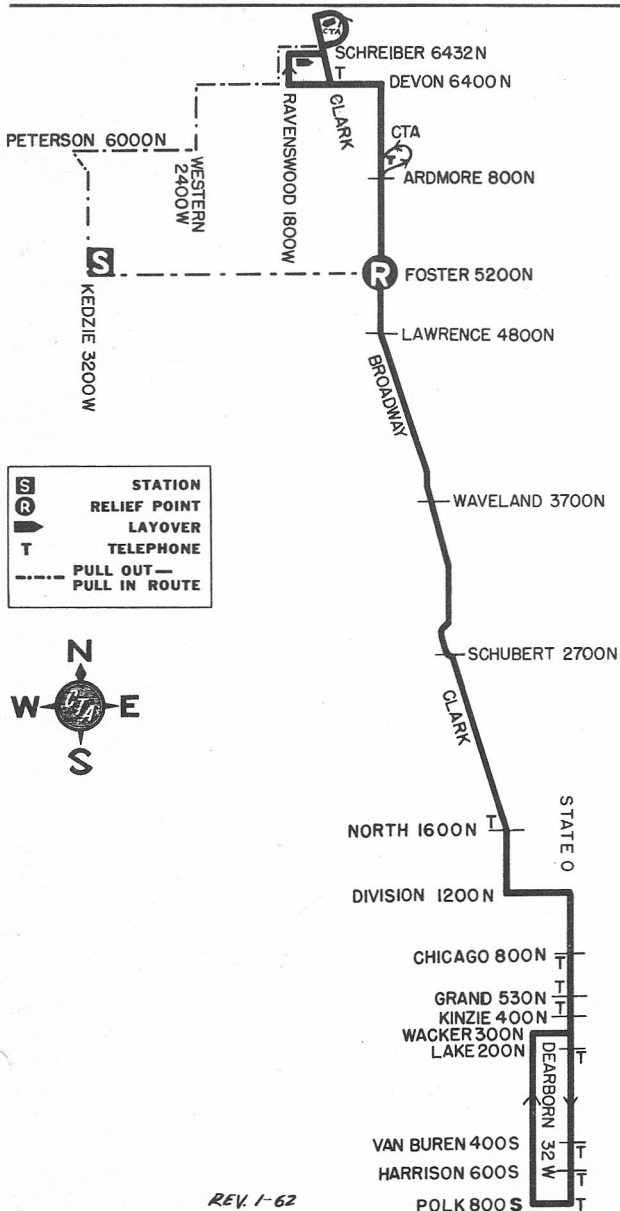 CTA
SCHREIBER 6432N
T
DEVON 6400N
RAVENSWOOD 1800W
CLARK
CTA
PETERSON 6000N
WESTERN
2400W
T
ARDMORE 800N
S
R
FOSTER 5200N
KEDZIE 3200W
LAWRENCE 4800N
BROADWAY
S STATION
R RELIEF POINT
LAYOVER
T TELEPHONE
PULL OUT—
PULL IN ROUTE
WAVELAND 3700N
N
W CTA E
S
SCHUBERT 2700N
CLARK
STATE 0
T
NORTH 1600N
DIVISION 1200N
CHICAGO 800N
T
T
GRAND 530N
T
KINZIE 400N
WACKER 300N
LAKE 200N
T
DEARBORN 32W
VAN BUREN 400S
T
HARRISON 600S
T
POLK 800S
T
REV. 1-62